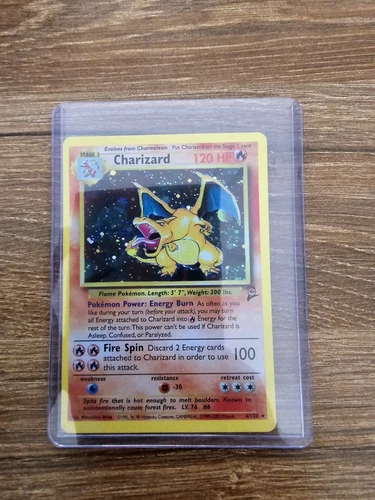 STAGE 2
Evolves from Charmeleon Put Charizard on the Stage 1 card
Charizard 120 HP
Flame Pokémon. Length: 5' 7", Weight: 200 lbs.
Pokémon Power: Energy Burn As often as you
like during your turn (before your attack), you may turn
all Energy attached to Charizard into Energy for the
rest of the turn. This power can't be used if Charizard is
Asleep, Confused, or Paralyzed.
Fire Spin Discard 2 Energy cards
attached to Charizard in order to use
this attack.
100
weakness resistance retreat cost
-30
Spits fire that is hot enough to melt boulders. Known to
unintentionally cause forest fires. LV. 76 #6
4/130